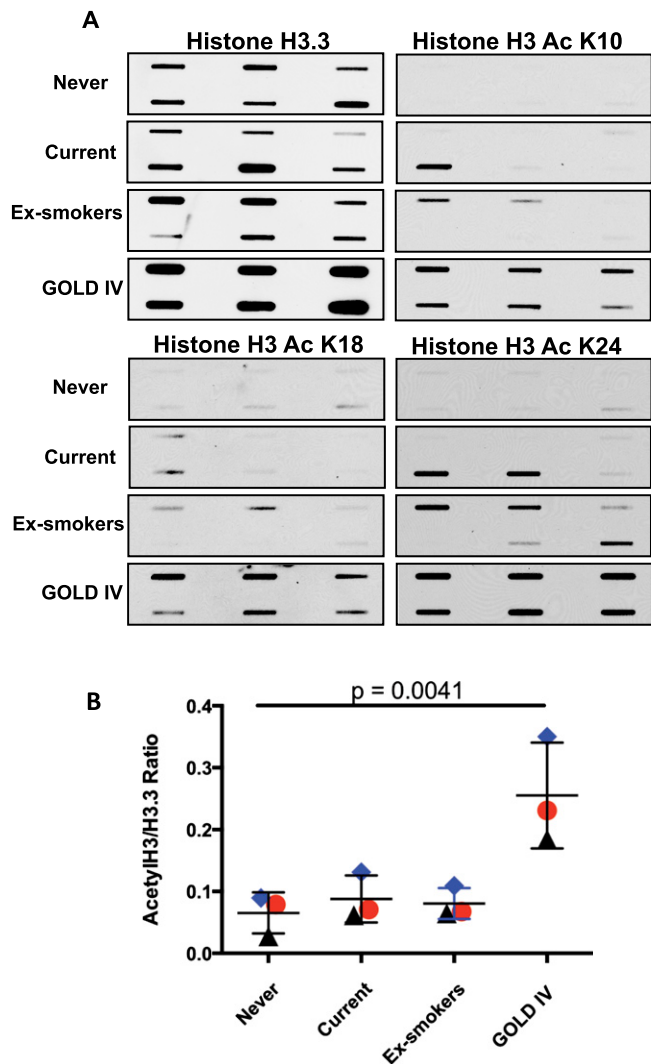 A
Histone H3.3 Histone H3 Ac K10
Never
Current
Ex-smokers
GOLD IV
Histone H3 Ac K18 Histone H3 Ac K24
Never
Current
Ex-smokers
GOLD IV
B
p = 0.0041
0.4
0.3
0.2
0.1
0.0
AcetylH3/H3.3 Ratio
Never
Current
Ex-smokers
GOLD IV